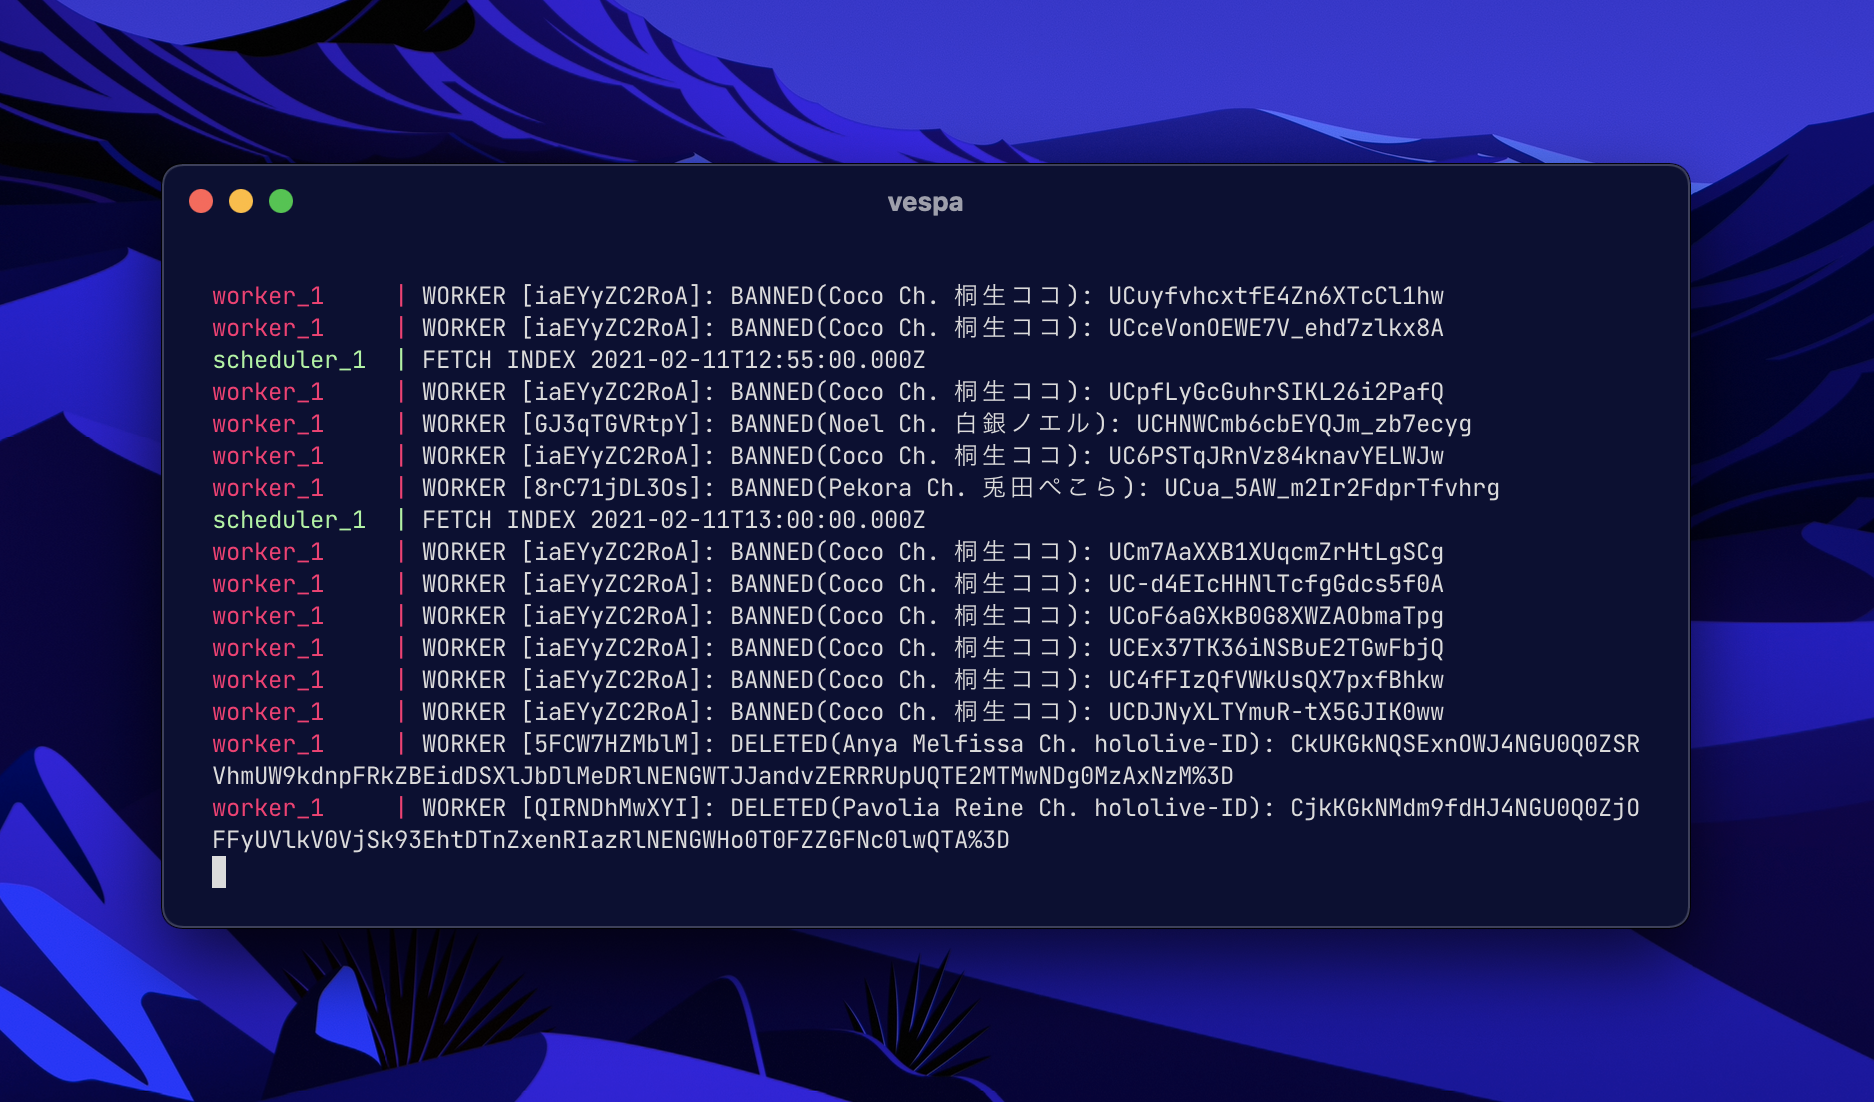 vespa
worker_1 | WORKER [iaEYyZC2RoA]: BANNED(Coco Ch. 桐生ココ): UCuyfvhcxtfE4Zn6XTcCl1hw
worker_1 | WORKER [iaEYyZC2RoA]: BANNED(Coco Ch. 桐生ココ): UCceVonOEWE7V_ehd7zlkx8A
scheduler_1 | FETCH INDEX 2021-02-11T12:55:00.000Z
worker_1 | WORKER [iaEYyZC2RoA]: BANNED(Coco Ch. 桐生ココ): UCpfLyGcGuhrSIKL26i2PafQ
worker_1 | WORKER [GJ3qTGVRtpY]: BANNED(Noel Ch. 白銀ノエル): UCHNWCmb6cbEYQJm_zb7ecyg
worker_1 | WORKER [iaEYyZC2RoA]: BANNED(Coco Ch. 桐生ココ): UC6PSTqJRnVz84knavYELWJw
worker_1 | WORKER [8rC71jDL3Os]: BANNED(Pekora Ch. 兎田ぺこら): UCua_5AW_m2Ir2FdprTfvhrg
scheduler_1 | FETCH INDEX 2021-02-11T13:00:00.000Z
worker_1 | WORKER [iaEYyZC2RoA]: BANNED(Coco Ch. 桐生ココ): UCm7AaXXB1XUqcmZrHtLgSCg
worker_1 | WORKER [iaEYyZC2RoA]: BANNED(Coco Ch. 桐生ココ): UC-d4EIcHHNlTcfgGdcs5f0A
worker_1 | WORKER [iaEYyZC2RoA]: BANNED(Coco Ch. 桐生ココ): UCoF6aGXkB0G8XWZAObmaTpg
worker_1 | WORKER [iaEYyZC2RoA]: BANNED(Coco Ch. 桐生ココ): UCEx37TK36iNSBuE2TGwFbjQ
worker_1 | WORKER [iaEYyZC2RoA]: BANNED(Coco Ch. 桐生ココ): UC4fFIzQfVWkUsQX7pxfBhkw
worker_1 | WORKER [iaEYyZC2RoA]: BANNED(Coco Ch. 桐生ココ): UCDJNyXLTYmuR-tX5GJIK0ww
worker_1 | WORKER [5FCW7HZMblM]: DELETED(Anya Melfissa Ch. hololive-ID): CkUKGkNQSExnOWJ4NGU0Q0ZSR
VhmUW9kdnpFRkZBEidDSXlJbDlMeDRlNENGWTJJandvZERRRUpUQTE2MTMwNDg0MzAxNzM%3D
worker_1 | WORKER [QIRNDhMwXYI]: DELETED(Pavolia Reine Ch. hololive-ID): CjkKGkNMdm9fdHJ4NGU0Q0ZjO
FFyUVlkV0VjSk93EhtDTnZxenRIazRlNENGWHo0T0FZZGFNc0lwQTA%3D